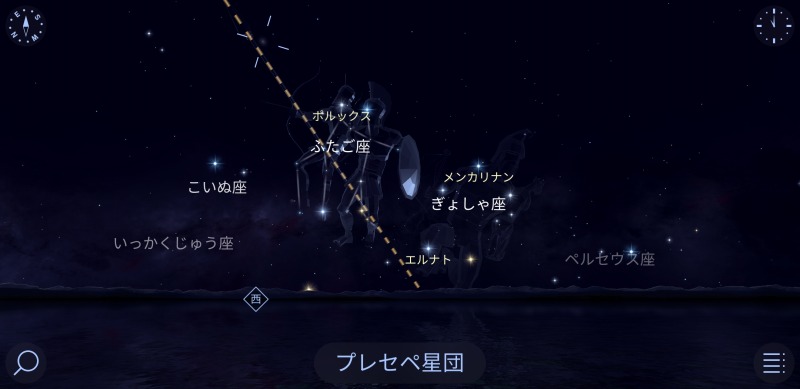 N E S W
ポルックス
ふたご座
メンカリナン
こいぬ座
ぎょしゃ座
いっかくじゅう座
エルナト
ペルセウス座
西
プレセペ星団